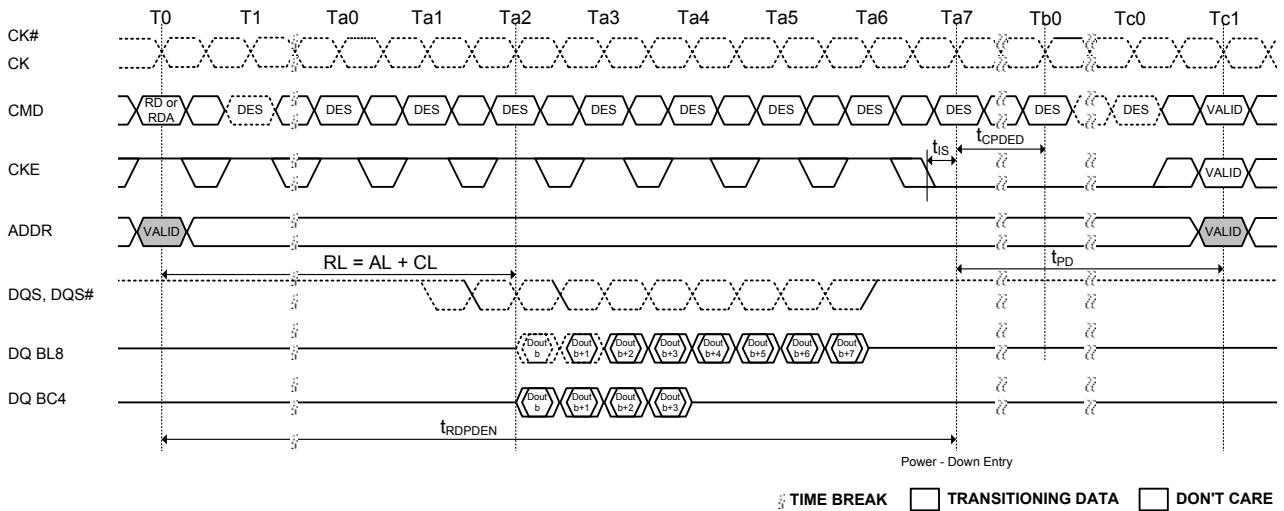 T0 T1 Ta0 Ta1 Ta2 Ta3 Ta4 Ta5 Ta6 Ta7 Tb0 Tc0 Tc1
CK#
CK
CMD RD or RDA DES DES DES DES DES DES DES DES DES DES DES VALID
tIS tCPDED
CKE VALID
ADDR VALID VALID
RL = AL + CL tPD
DQS, DQS#
DQ BL8 Dout b Dout b+1 Dout b+2 Dout b+3 Dout b+4 Dout b+5 Dout b+6 Dout b+7
DQ BC4 Dout b Dout b+1 Dout b+2 Dout b+3
tRDPDEN
Power - Down Entry
TIME BREAK TRANSITIONING DATA DON'T CARE